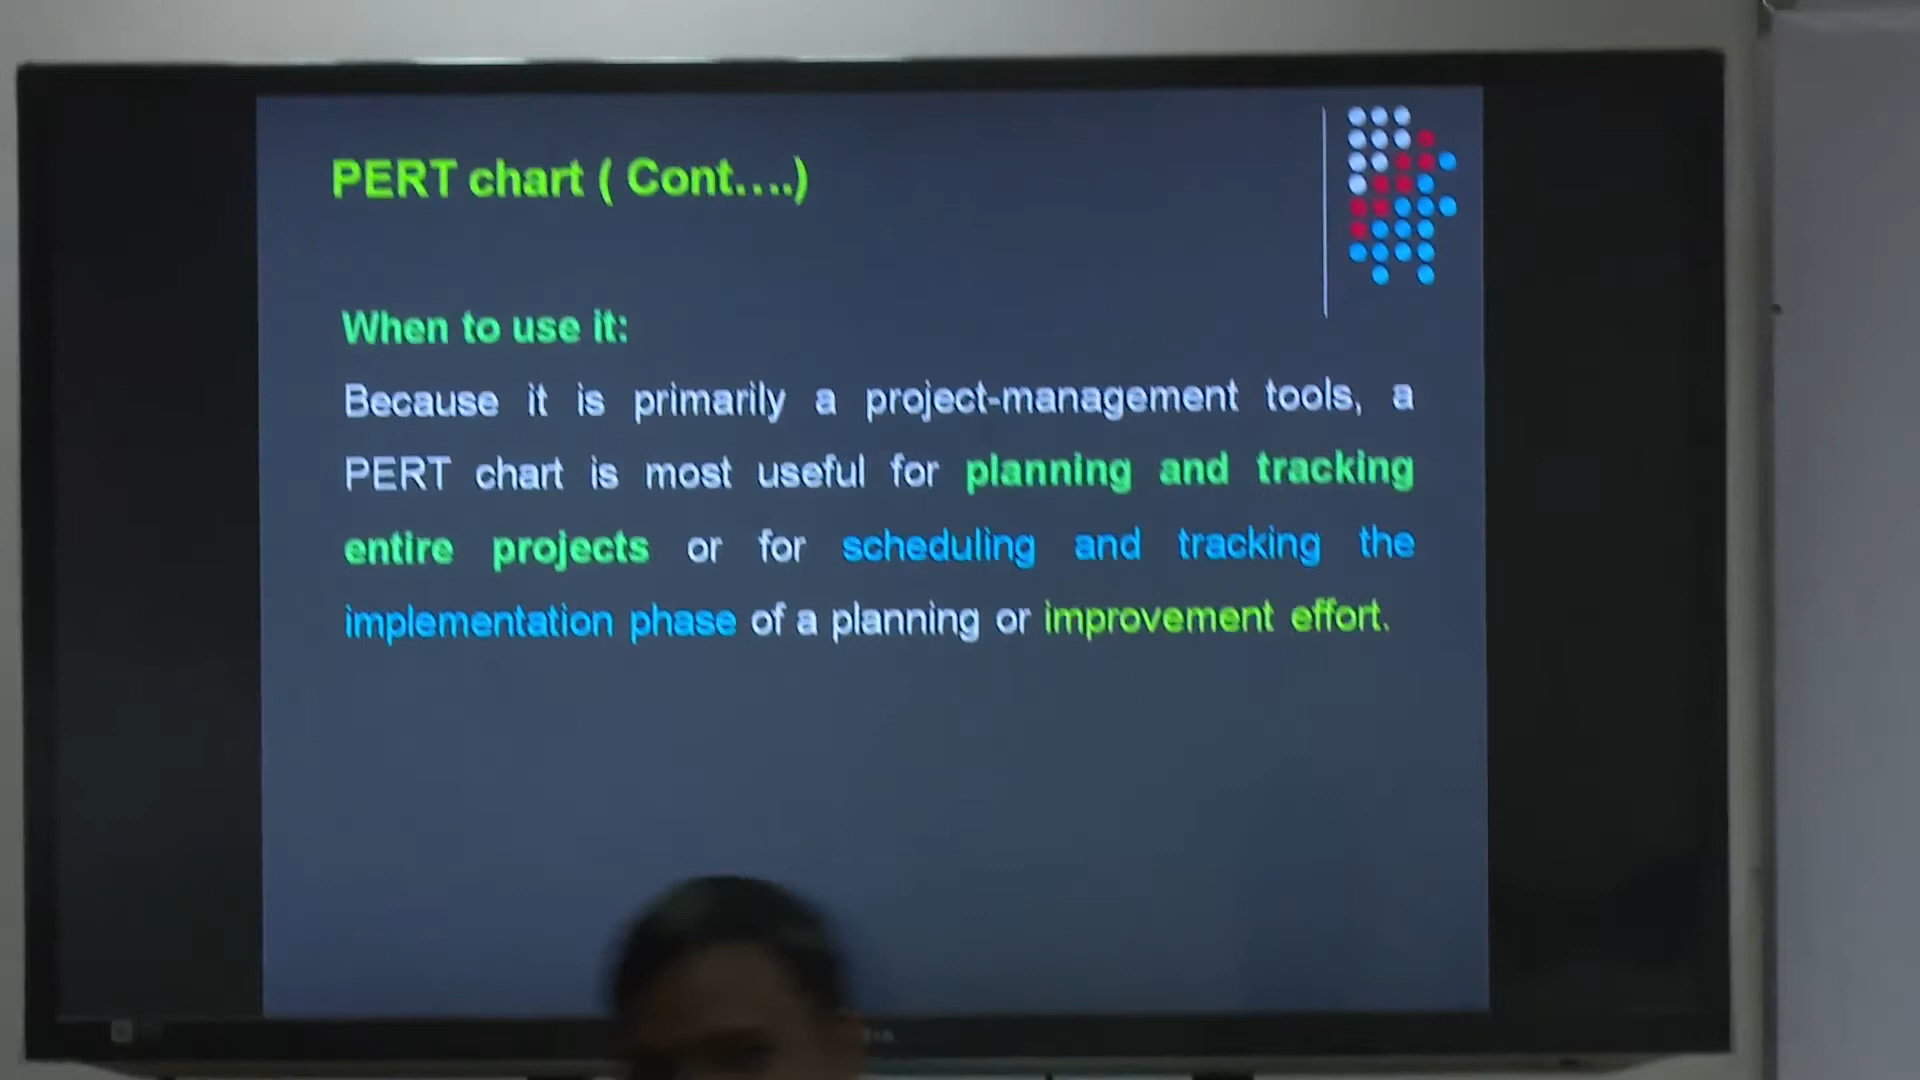 PERT chart ( Cont....)
When to use it:
Because it is primarily a project-management tools, a
PERT chart is most useful for planning and tracking
entire projects or for scheduling and tracking the
implementation phase of a planning or improvement effort.